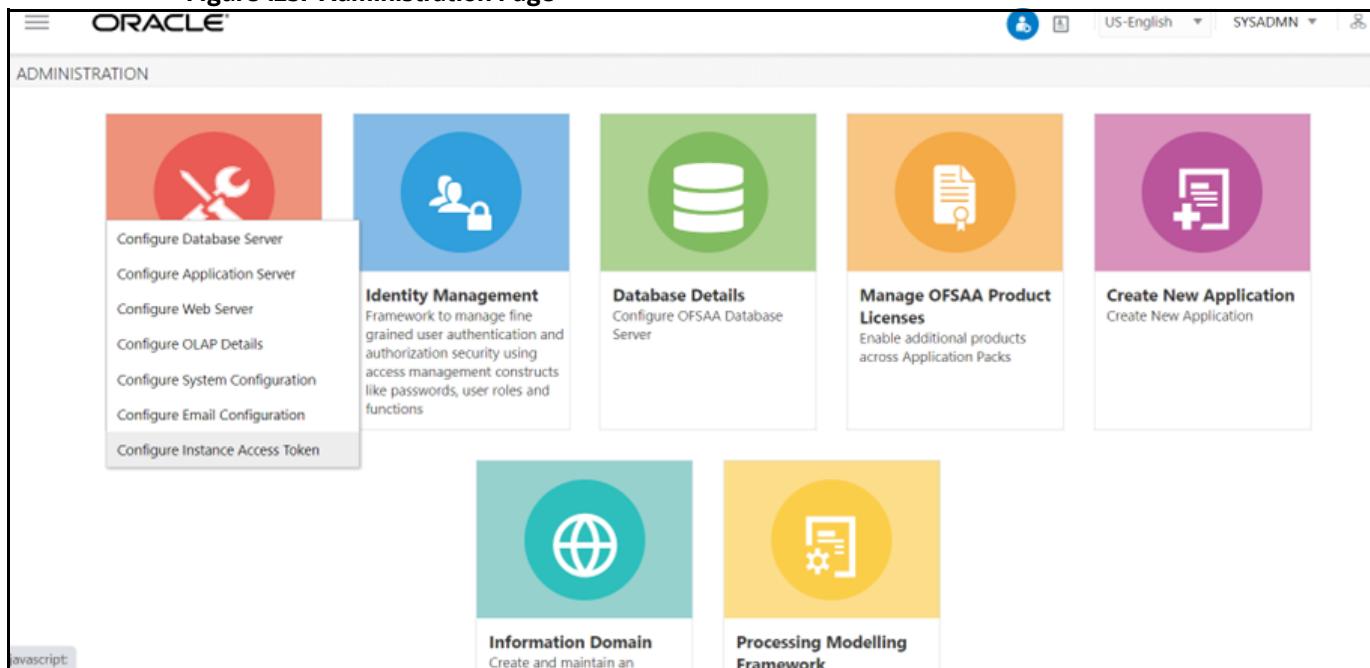 ORACLE
US-English
SYSADMN
ADMINISTRATION
Configure Database Server
Configure Application Server
Configure Web Server
Configure OLAP Details
Configure System Configuration
Configure Email Configuration
Configure Instance Access Token
Identity Management
Framework to manage fine
grained user authentication and
authorization security using
access management constructs
like passwords, user roles and
functions
Database Details
Configure OFSAA Database
Server
Manage OFSAA Product
Licenses
Enable additional products
across Application Packs
Create New Application
Create New Application
Information Domain
Create and maintain an
Processing Modelling
Framework
javascript: